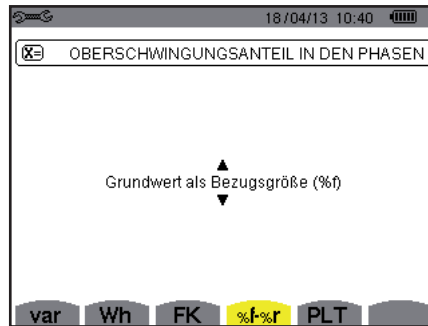 18/04/13 10:40
X= OBERSCHWINGUNGSANTEIL IN DEN PHASEN
Grundwert als Bezugsgröße (%f)
var Wh FK %f-%r PLT